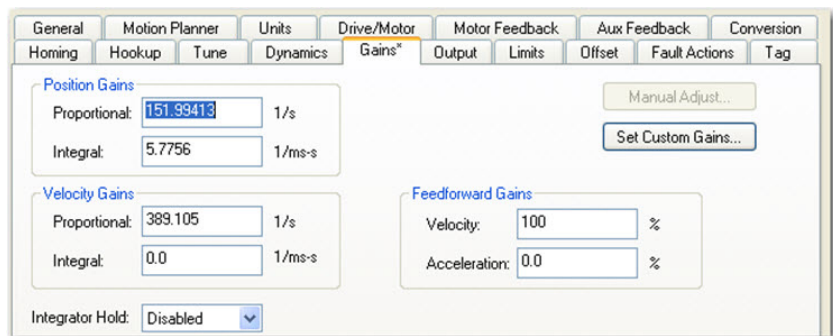 General Motion Planner Units Drive/Motor Motor Feedback Aux Feedback Conversion
Homing Hookup Tune Dynamics Gains* Output Limits Offset Fault Actions Tag
Position Gains
Proportional: 151.99413 1/s
Manual Adjust...
Integral: 5.7756 1/ms-s
Set Custom Gains...
Velocity Gains
Proportional: 389.105 1/s
Integral: 0.0 1/ms-s
Feedforward Gains
Velocity: 100 %
Acceleration: 0.0 %
Integrator Hold: Disabled